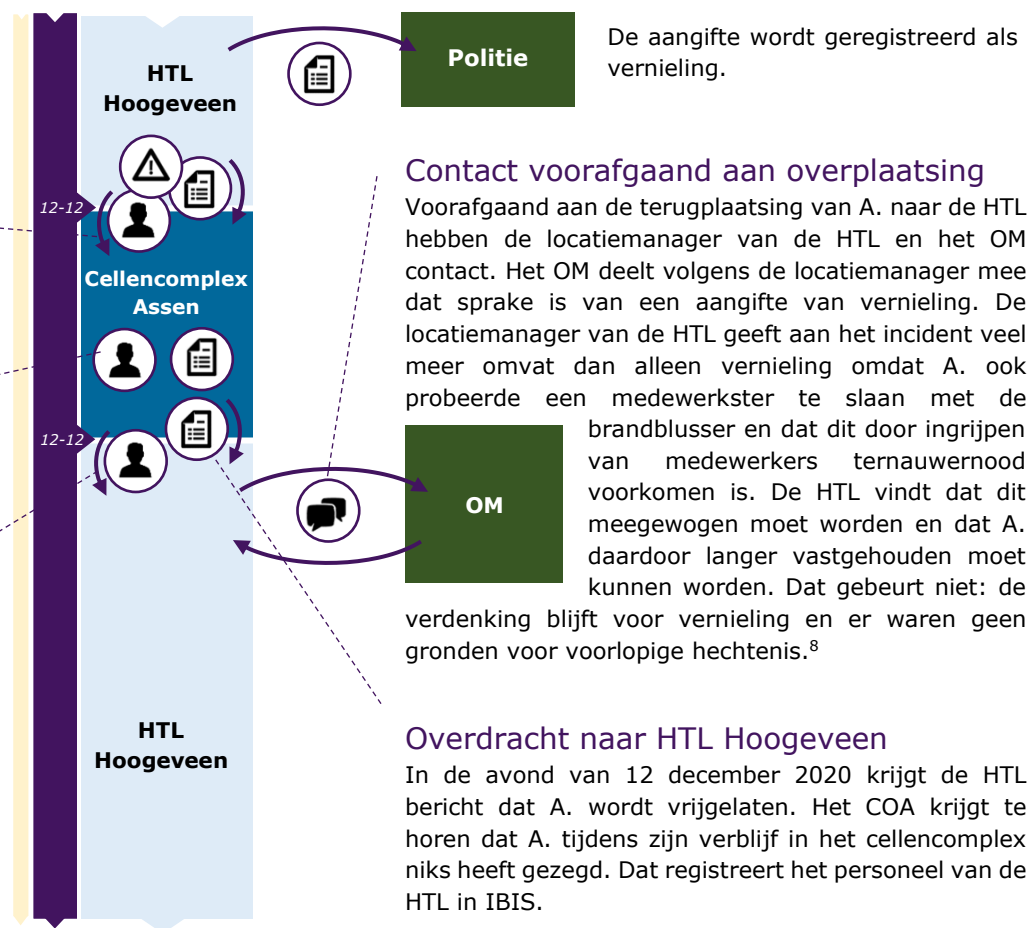 HTL
Hoogeveen
12-12
Cellencomplex
Assen
12-12
HTL
Hoogeveen
Politie
De aangifte wordt geregistreerd als
vernieling.
Contact voorafgaand aan overplaatsing
Voorafgaand aan de terugplaatsing van A. naar de HTL
hebben de locatiemanager van de HTL en het OM
contact. Het OM deelt volgens de locatiemanager mee
dat sprake is van een aangifte van vernieling. De
locatiemanager van de HTL geeft aan het incident veel
meer omvat dan alleen vernieling omdat A. ook
probeerde een medewerkster te slaan met de
brandblusser en dat dit door ingrijpen
van medewerkers ternauwernood
voorkomen is. De HTL vindt dat dit
meegewogen moet worden en dat A.
daardoor langer vastgehouden moet
kunnen worden. Dat gebeurt niet: de
verdenking blijft voor vernieling en er waren geen
gronden voor voorlopige hechtenis.⁸
OM
Overdracht naar HTL Hoogeveen
In de avond van 12 december 2020 krijgt de HTL
bericht dat A. wordt vrijgelaten. Het COA krijgt te
horen dat A. tijdens zijn verblijf in het cellencomplex
niks heeft gezegd. Dat registreert het personeel van de
HTL in IBIS.